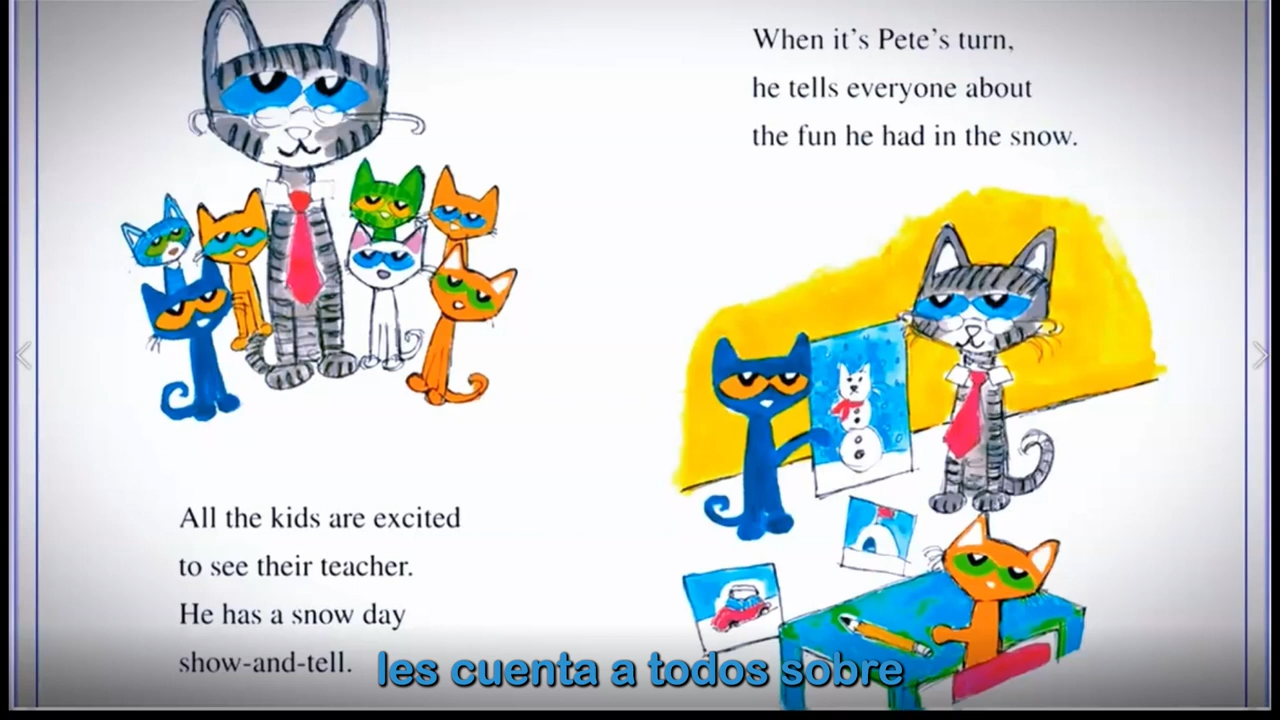 All the kids are excited
to see their teacher.
He has a snow day
show-and-tell.
When it’s Pete’s turn,
he tells everyone about
the fun he had in the snow.
les cuenta a todos sobre